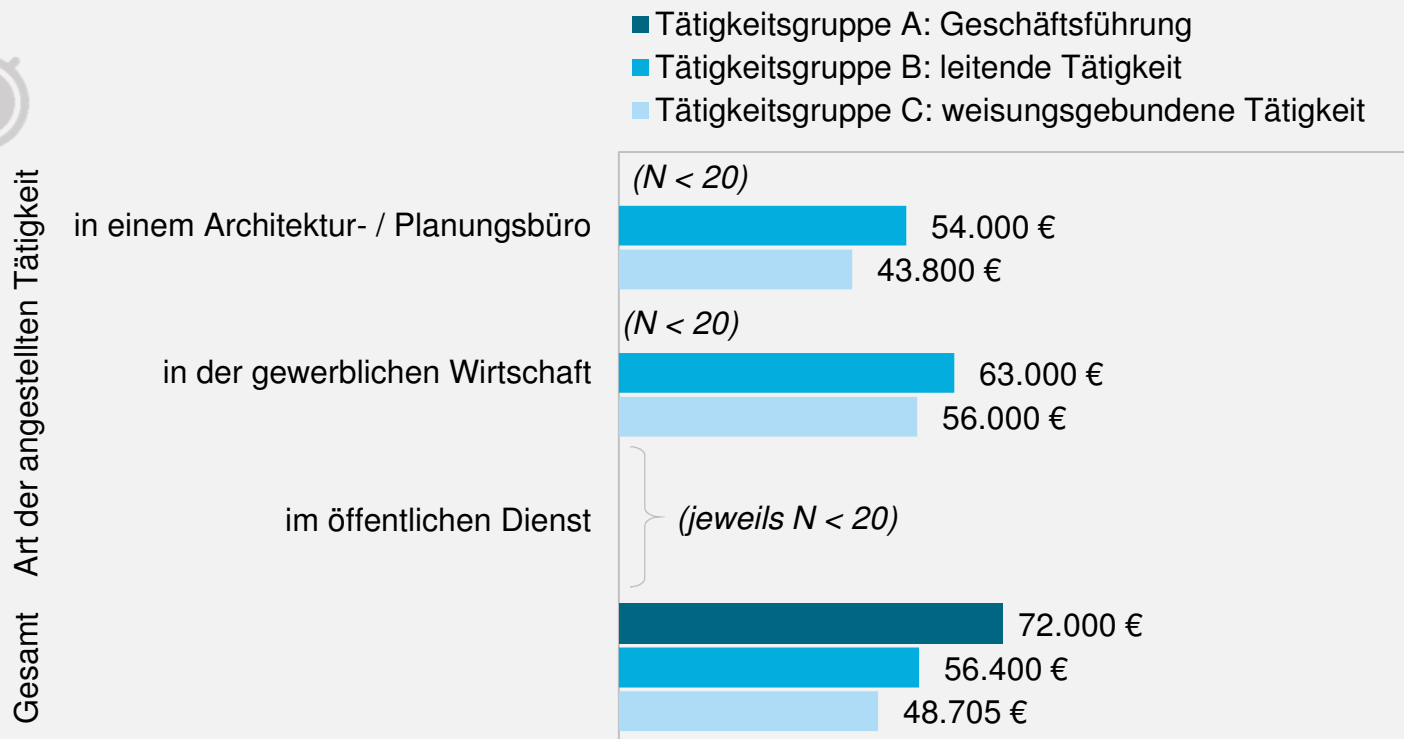 Tätigkeitsgruppe A: Geschäftsführung
Tätigkeitsgruppe B: leitende Tätigkeit
Tätigkeitsgruppe C: weisungsgebundene Tätigkeit
Art der angestellten Tätigkeit
in einem Architektur- / Planungsbüro
(N < 20)
54.000 €
43.800 €
in der gewerblichen Wirtschaft
(N < 20)
63.000 €
56.000 €
im öffentlichen Dienst
(jeweils N < 20)
Gesamt
72.000 €
56.400 €
48.705 €